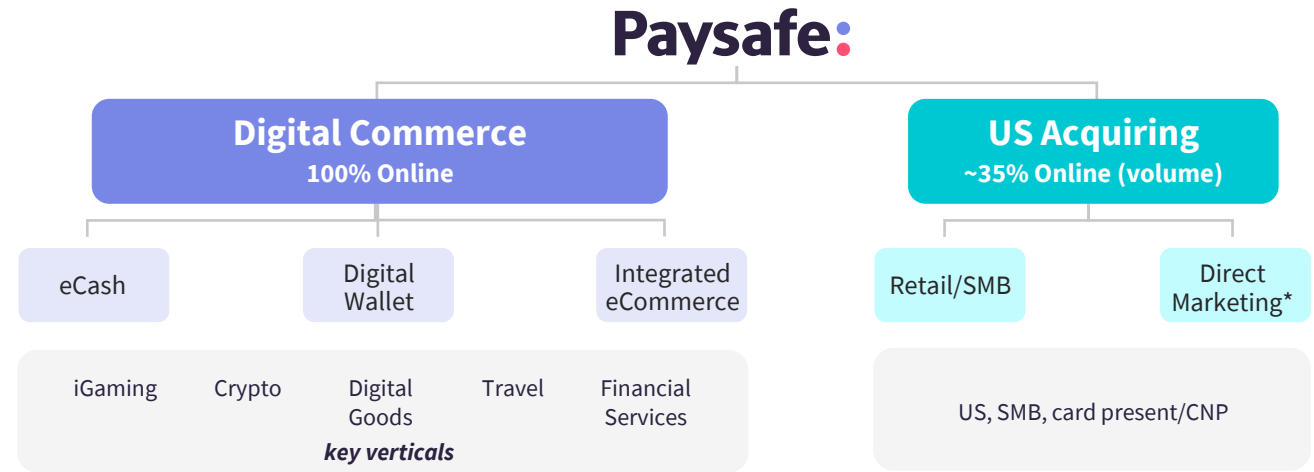 Paysafe:
Digital Commerce
100% Online
US Acquiring
~35% Online (volume)
eCash
Digital
Wallet
Integrated
eCommerce
Retail/SMB
Direct
Marketing*
iGaming
Crypto
Digital
Goods
Travel
Financial
Services
key verticals
US, SMB, card present/CNP